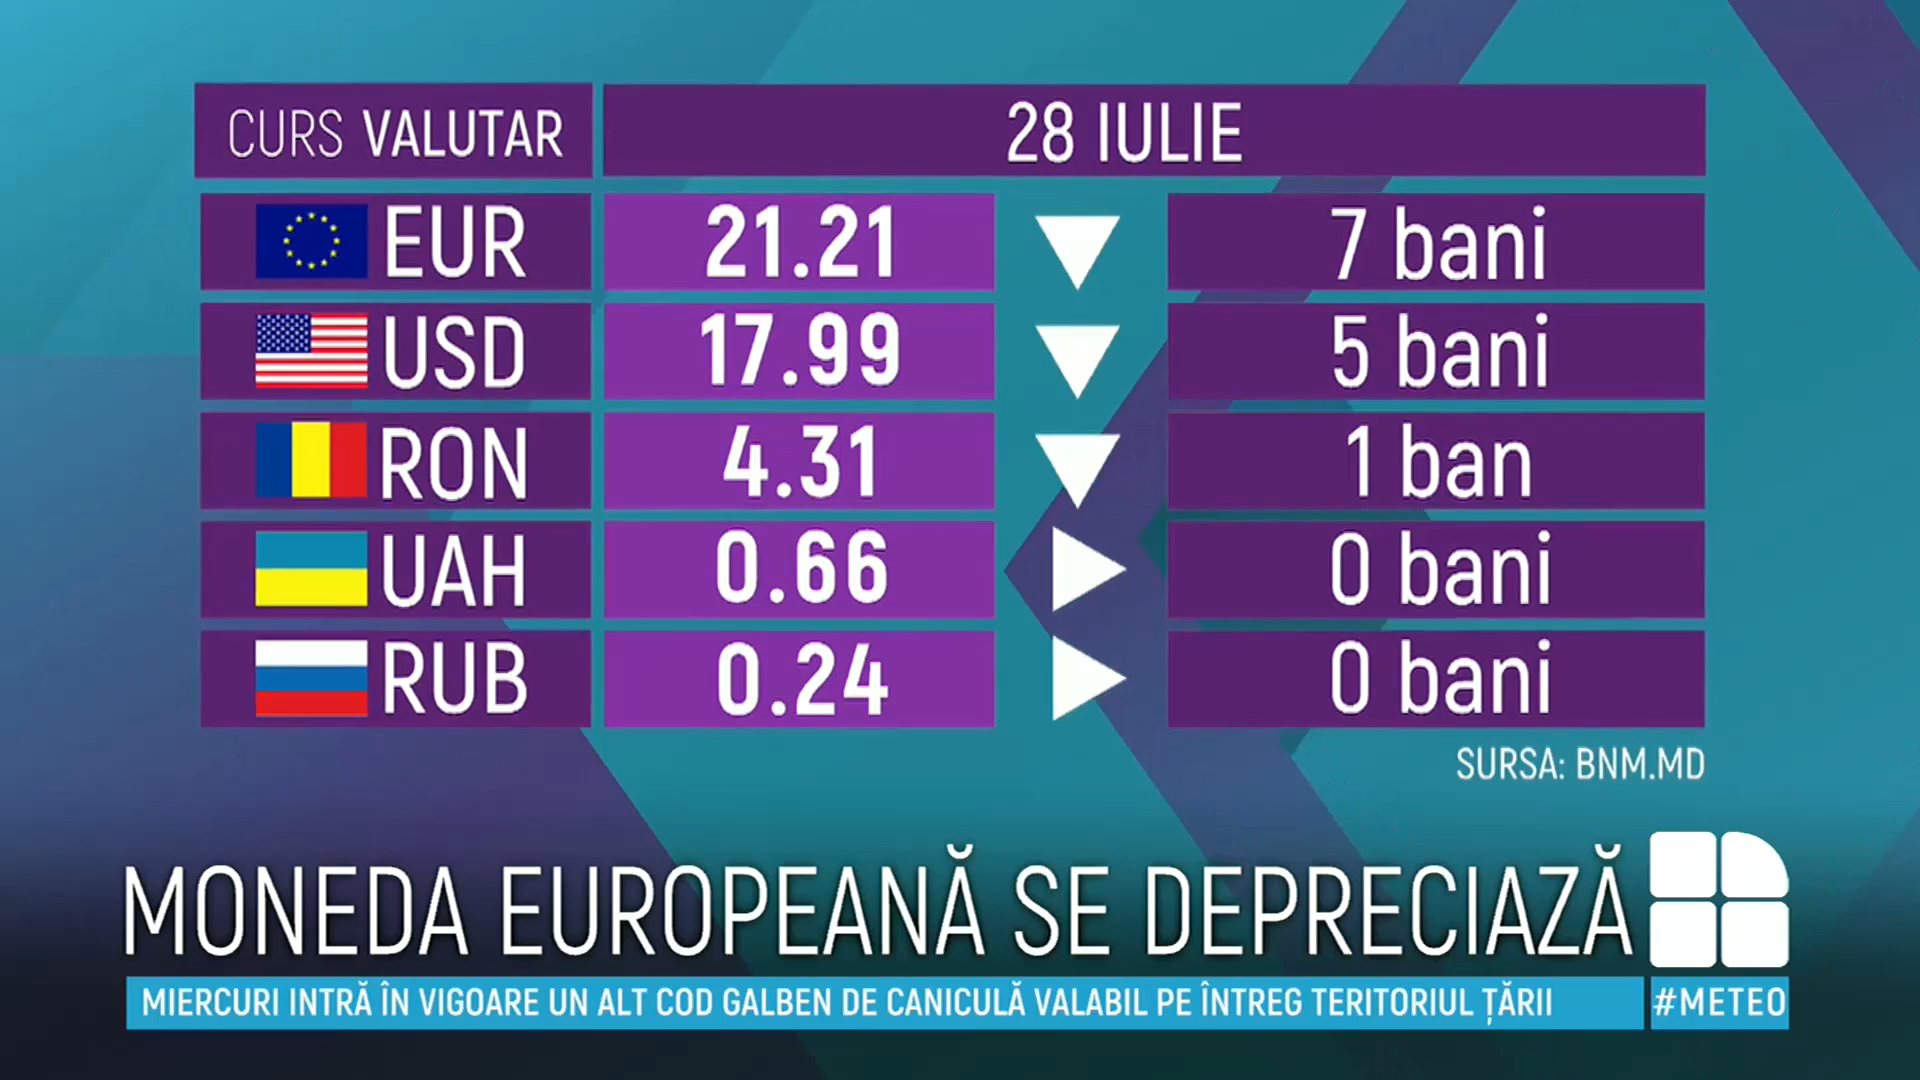 CURS VALUTAR 28 IULIE
EUR 21.21 7 bani
USD 17.99 5 bani
RON 4.31 1 ban
UAH 0.66 0 bani
RUB 0.24 0 bani
SURSA: BNM.MD
MONEDA EUROPEANĂ SE DEPRECIAZĂ
MIERCURI INTRĂ ÎN VIGOARE UN ALT COD GALBEN DE CANICULĂ VALABIL PE ÎNTREG TERITORIUL ȚĂRII #METEO